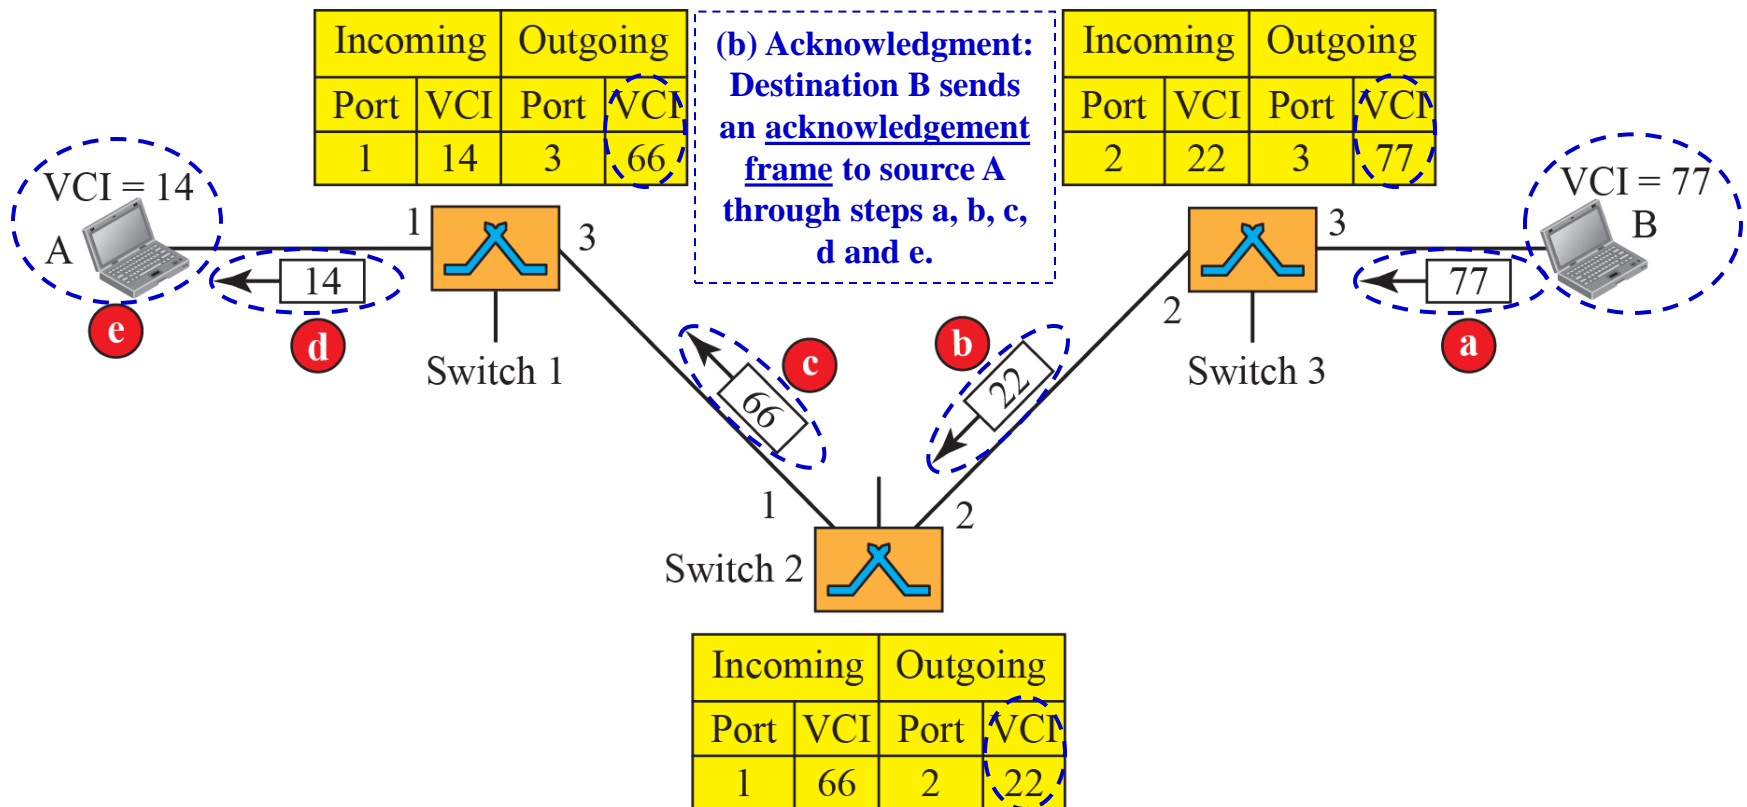 Incoming Outgoing
Port VCI Port VCI
1 14 3 66
(b) Acknowledgment:
Destination B sends
an acknowledgement
frame to source A
through steps a, b, c,
d and e.
Incoming Outgoing
Port VCI Port VCI
2 22 3 77
VCI = 14
A
1
3
14
e
d
Switch 1
66
c
b
22
2
3
VCI = 77
B
77
a
Switch 3
1
2
Switch 2
Incoming Outgoing
Port VCI Port VCI
1 66 2 22